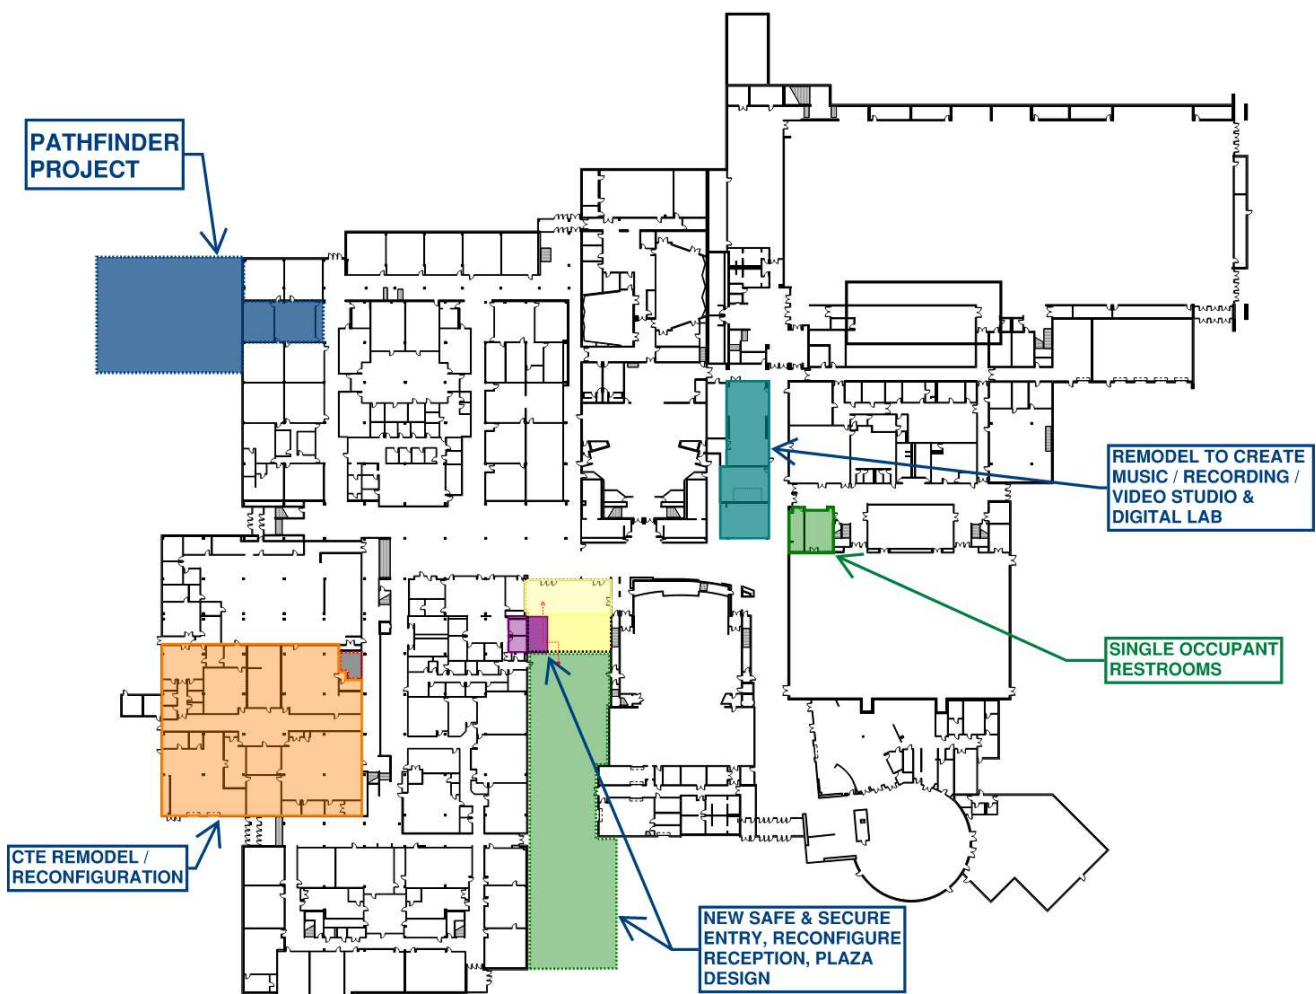 PATHFINDER
PROJECT
REMODEL TO CREATE
MUSIC / RECORDING /
VIDEO STUDIO &
DIGITAL LAB
SINGLE OCCUPANT
RESTROOMS
CTE REMODEL /
RECONFIGURATION
NEW SAFE & SECURE
ENTRY, RECONFIGURE
RECEPTION, PLAZA
DESIGN